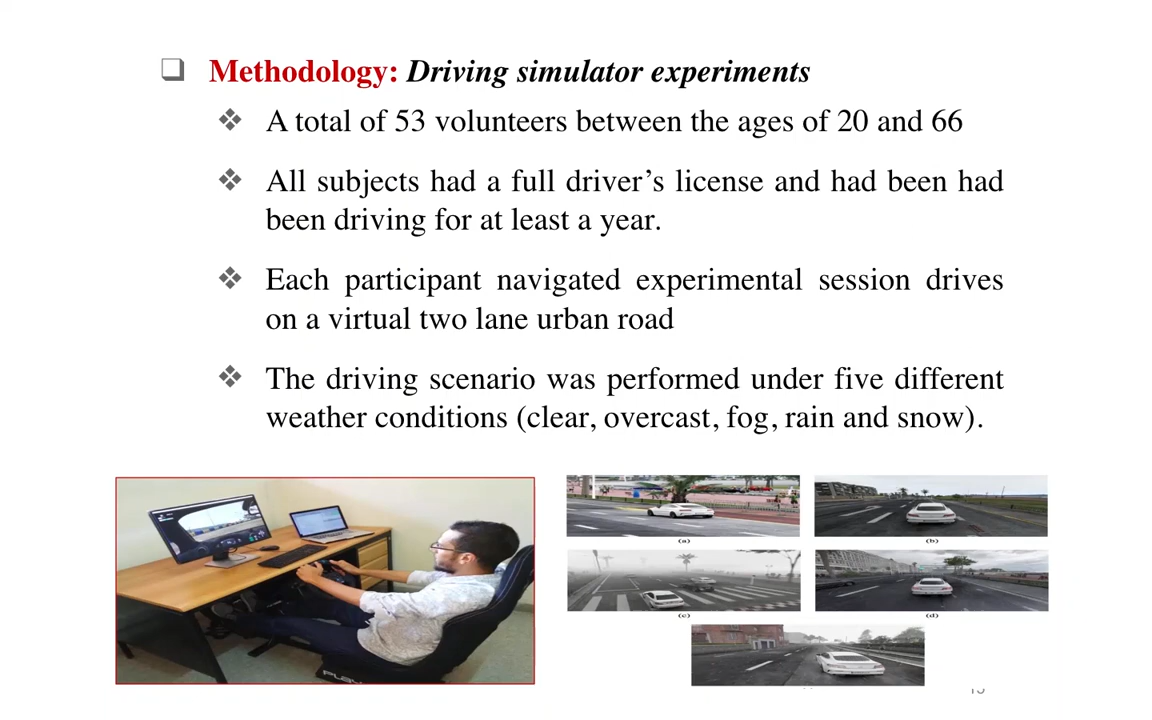 Methodology: Driving simulator experiments
A total of 53 volunteers between the ages of 20 and 66
All subjects had a full driver’s license and had been had
been driving for at least a year.
Each participant navigated experimental session drives
on a virtual two lane urban road
The driving scenario was performed under five different
weather conditions (clear, overcast, fog, rain and snow).
(a)
(b)
(c)
(d)